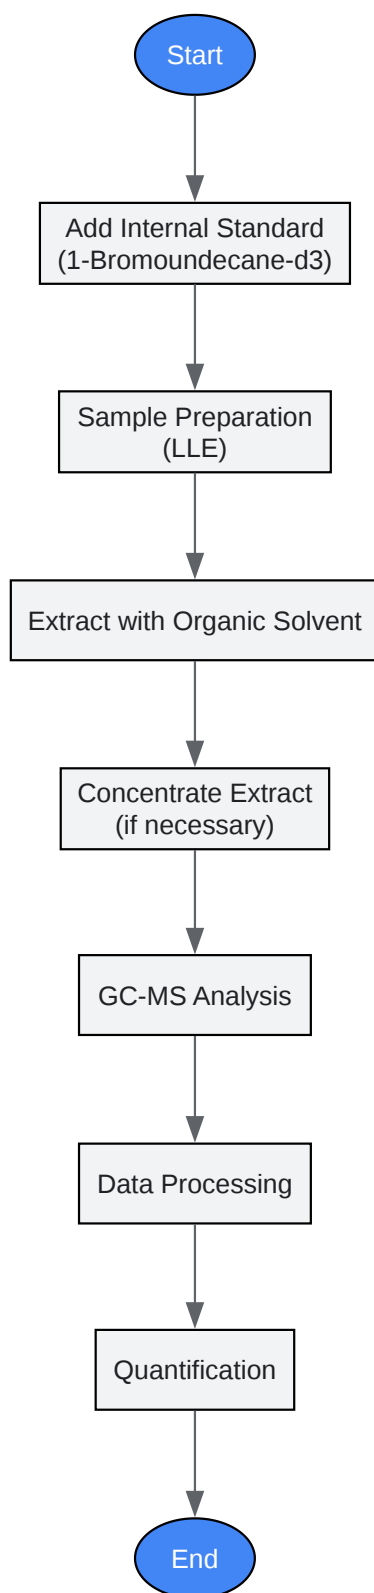 Start
Add Internal Standard
(1-Bromoundecane-d3)
Sample Preparation
(LLE)
Extract with Organic Solvent
Concentrate Extract
(if necessary)
GC-MS Analysis
Data Processing
Quantification
End